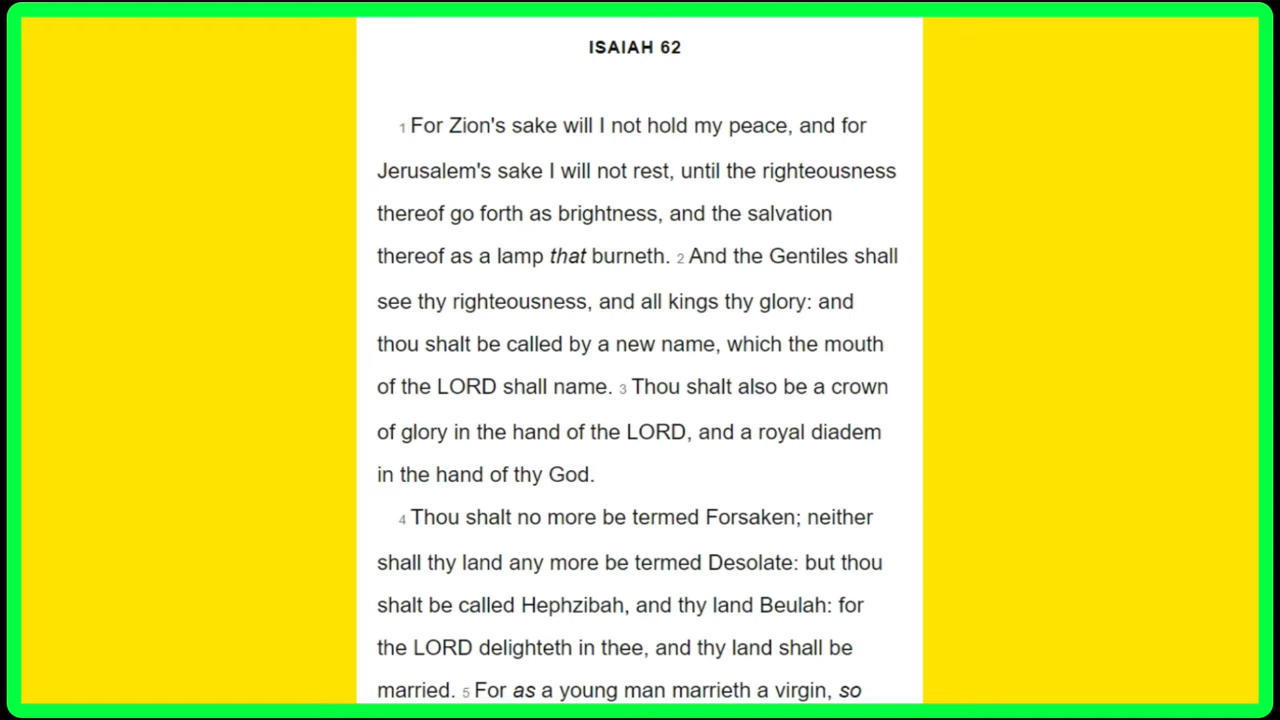 ISAIAH 62
1 For Zion's sake will I not hold my peace, and for
Jerusalem's sake I will not rest, until the righteousness
thereof go forth as brightness, and the salvation
thereof as a lamp that burneth. 2 And the Gentiles shall
see thy righteousness, and all kings thy glory: and
thou shalt be called by a new name, which the mouth
of the LORD shall name. 3 Thou shalt also be a crown
of glory in the hand of the LORD, and a royal diadem
in the hand of thy God.
4 Thou shalt no more be termed Forsaken; neither
shall thy land any more be termed Desolate: but thou
shalt be called Hephzibah, and thy land Beulah: for
the LORD delighteth in thee, and thy land shall be
married. 5 For as a young man marrieth a virgin, so